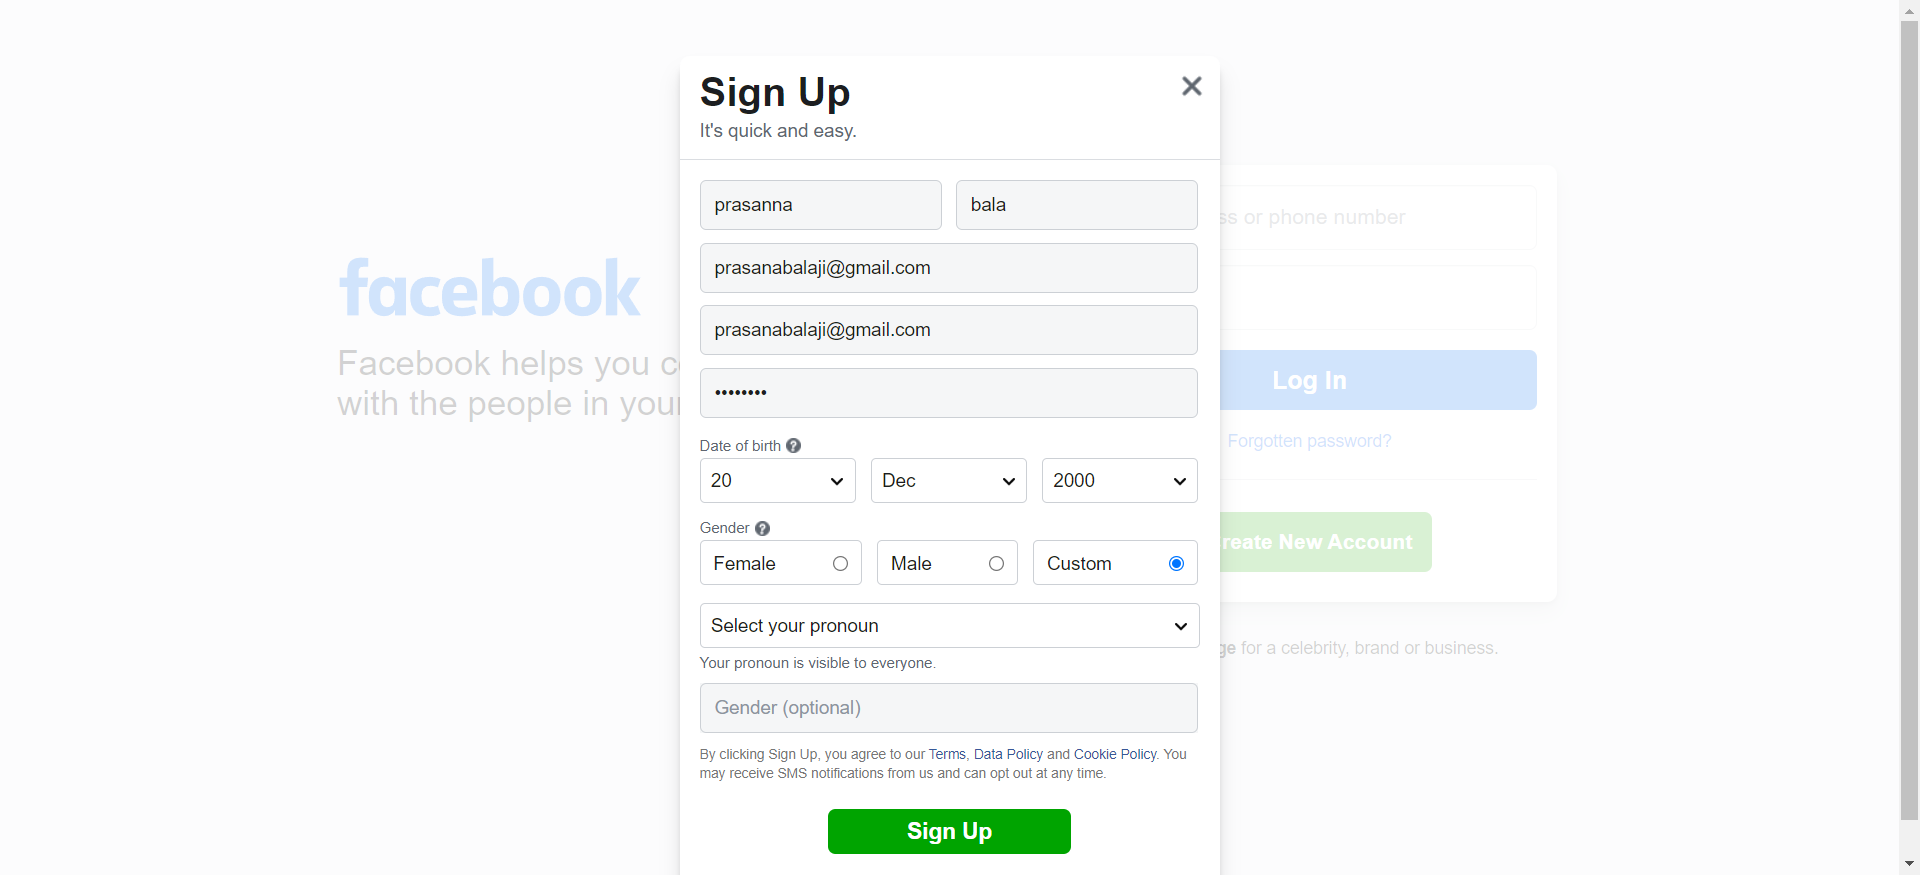 Sign Up
It's quick and easy.
prasanna
bala
prasanabalaji@gmail.com
prasanabalaji@gmail.com
••••••••
Date of birth ?
20
Dec
2000
Gender ?
Female
Male
Custom
Select your pronoun
Your pronoun is visible to everyone.
Gender (optional)
By clicking Sign Up, you agree to our Terms, Data Policy and Cookie Policy. You
may receive SMS notifications from us and can opt out at any time.
Sign Up
facebook
Facebook helps you
with the people in
or phone number
Log In
Forgotten password?
New Account
for a celebrity, brand or business.